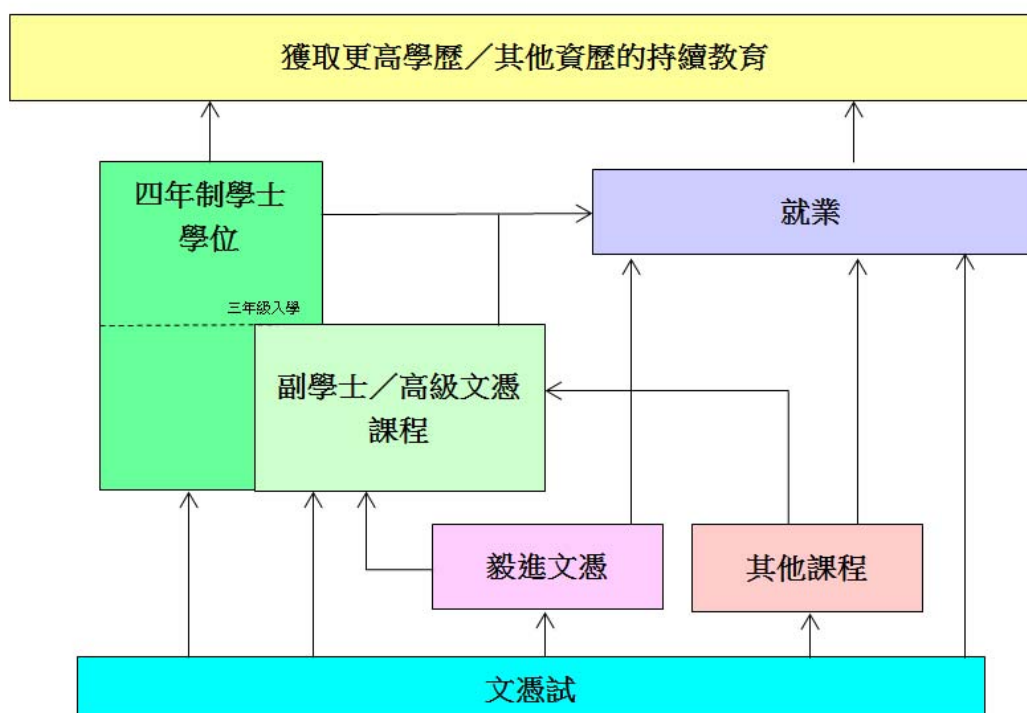 獲取更高學歷／其他資歷的持續教育
四年制學士
學位
就業
三年級入學
副學士／高級文憑
課程
毅進文憑
其他課程
文憑試